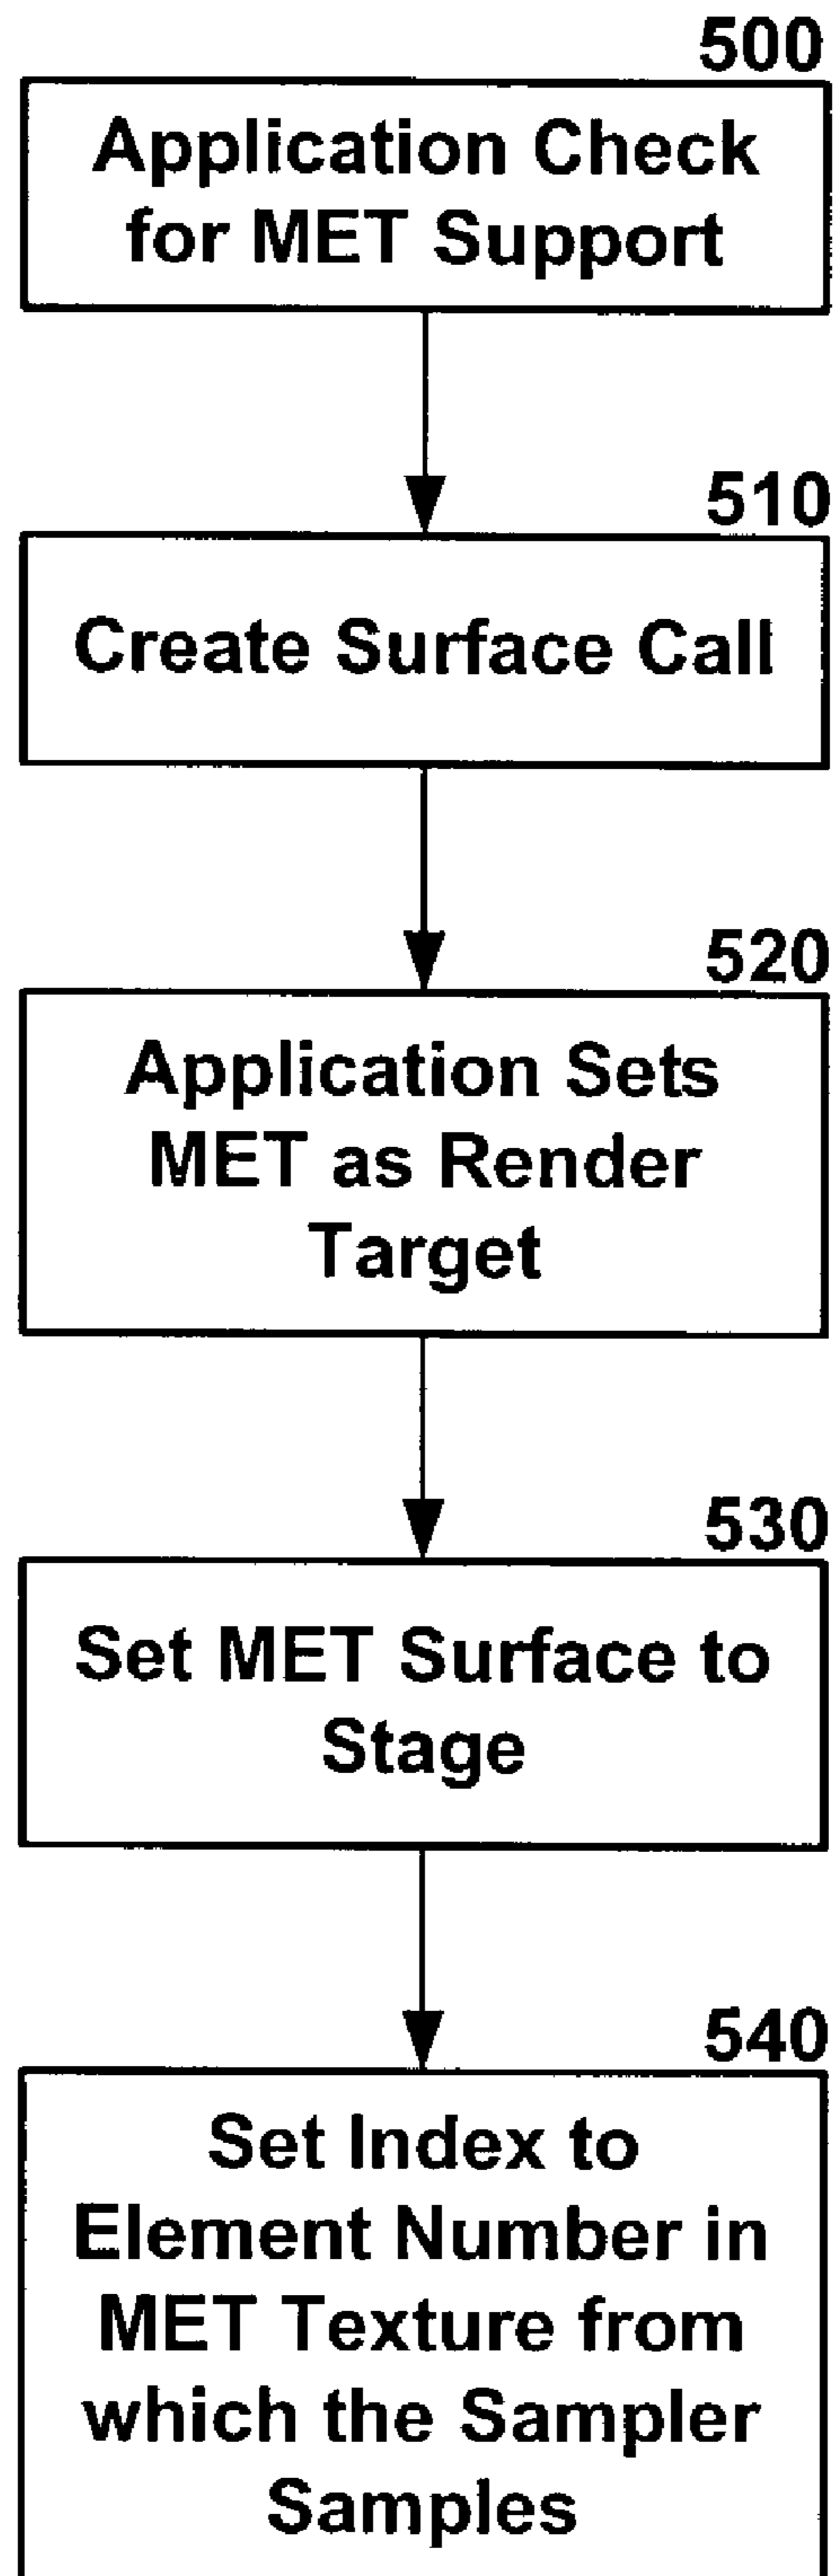 500
Application Check
for MET Support
510
Create Surface Call
520
Application Sets
MET as Render
Target
530
Set MET Surface to
Stage
540
Set Index to
Element Number in
MET Texture from
which the Sampler
Samples